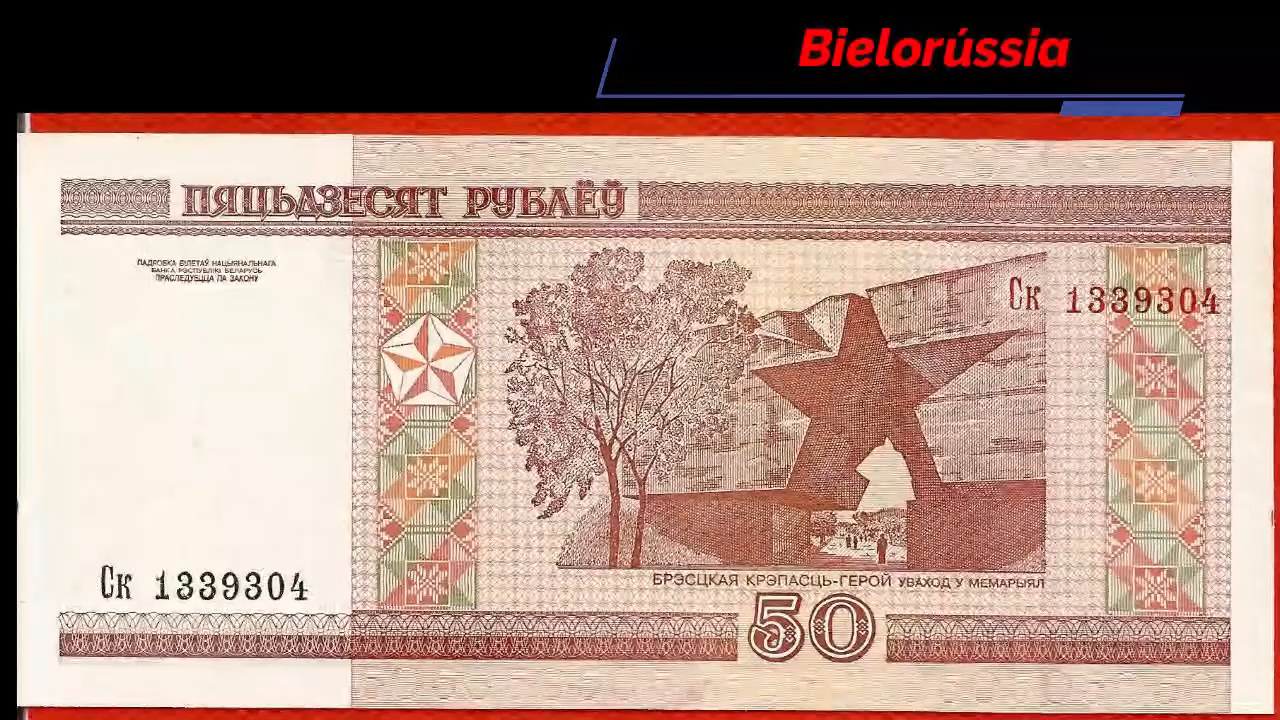 Bielorússia
ПЯЦЬДЗЕСЯТ РУБЛЁЎ
ПАДРОБКА БІЛЕТАЎ НАЦЫЯНАЛЬНАГА
БАНКА РЭСПУБЛІКІ БЕЛАРУСЬ
ПРАСЛЕДУЕЦЦА ПА ЗАКОНУ
Ск 1339304
Ск 1339304
БРЭСЦКАЯ КРЭПАСЦЬ-ГЕРОЙ УВАХОД У МЕМАРЫЯЛ
50